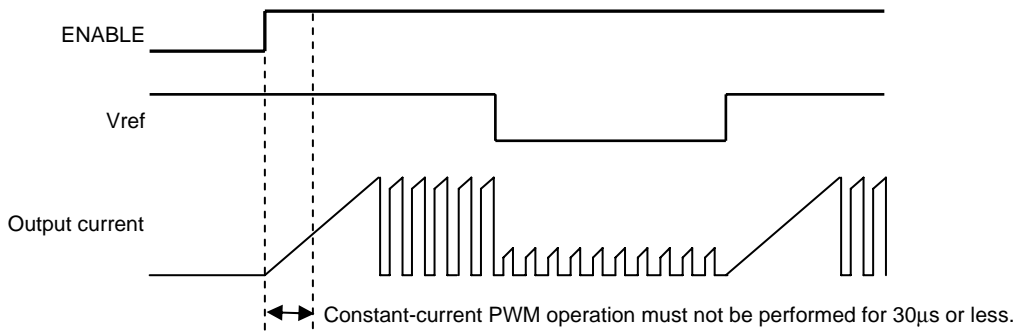 ENABLE
Vref
Output current
Constant-current PWM operation must not be performed for 30μs or less.